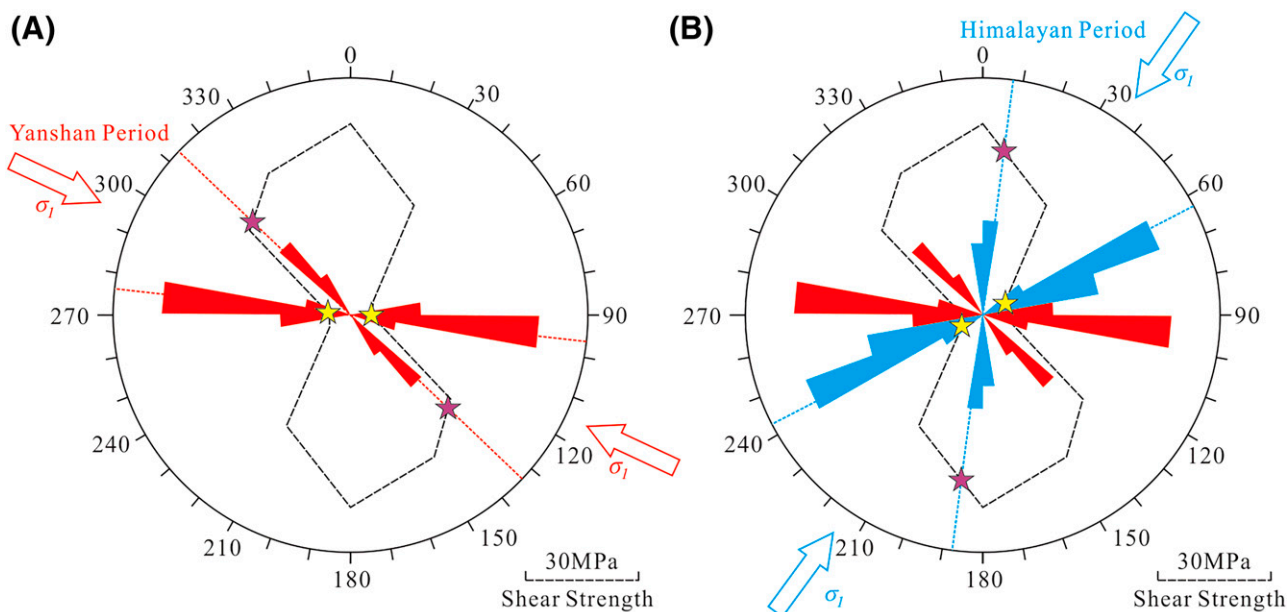 (A)
0
30
60
90
120
150
180
210
240
270
300
330
Yanshan Period
σ₁
σ₁
30MPa
Shear Strength
(B)
Himalayan Period
0
30
60
90
120
150
180
210
240
270
300
330
σ₁
σ₁
30MPa
Shear Strength